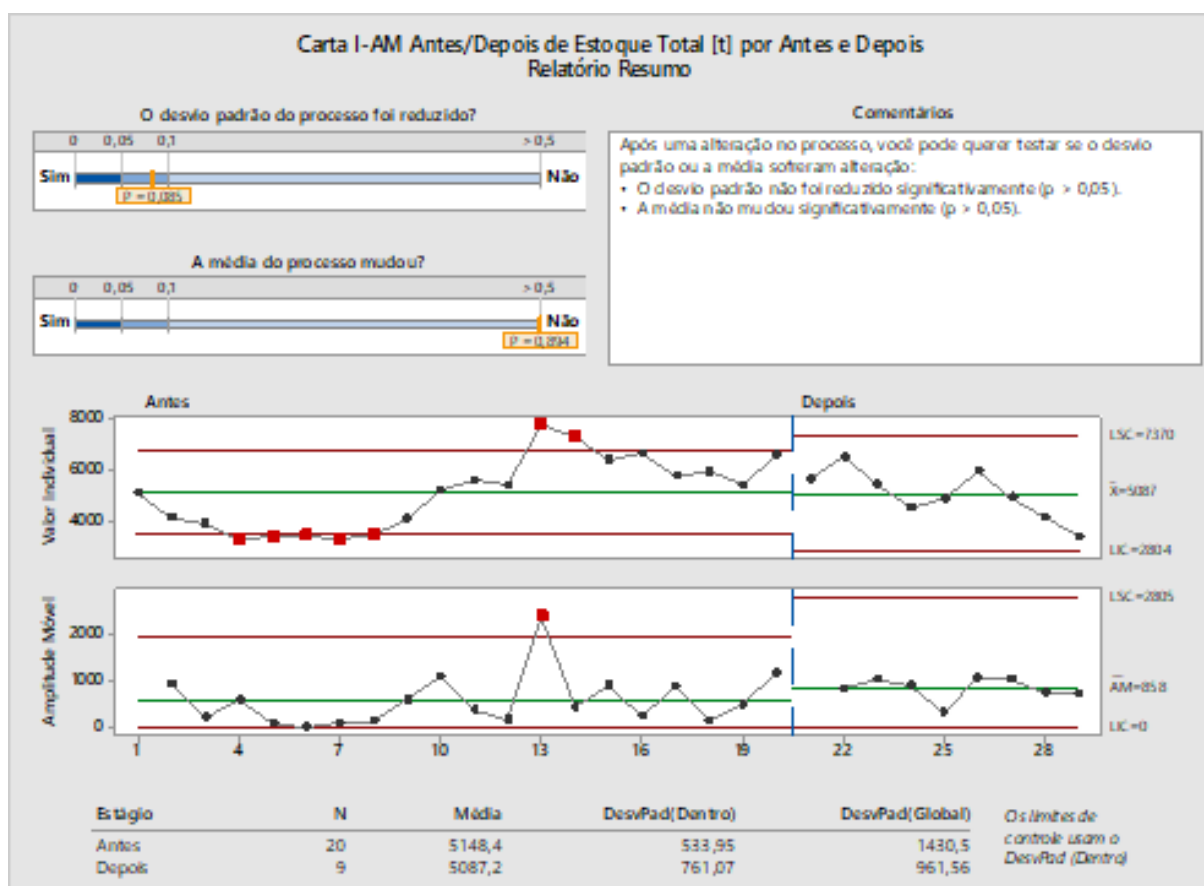 Carta I-AM Antes/Depois de Estoque Total [t] por Antes e Depois
Relatório Resumo
O desvio padrão do processo foi reduzido?
0 0,05 0,1 > 0,5
Sim Não
P = 0,085
A média do processo mudou?
0 0,05 0,1 > 0,5
Sim Não
P = 0,894
Comentários
Após uma alteração no processo, você pode querer testar se o desvio
padrão ou a média sofreram alteração:
• O desvio padrão não foi reduzido significativamente (p > 0,05).
• A média não mudou significativamente (p > 0,05).
Antes Depois
Valor Individual
8000
6000
4000
LSC=7370
X̄=5087
LIC=2804
Amplitude Móvel
2000
1000
0
LSC=2805
A̅M̅=858
LIC=0
1 4 7 10 13 16 19 22 25 28
Estágio N Média DesvPad(Dentro) DesvPad(Global)
Antes 20 5148,4 533,95 1430,5
Depois 9 5087,2 761,07 961,56
Os limites de
controle usam o
DesvPad (Dentro)